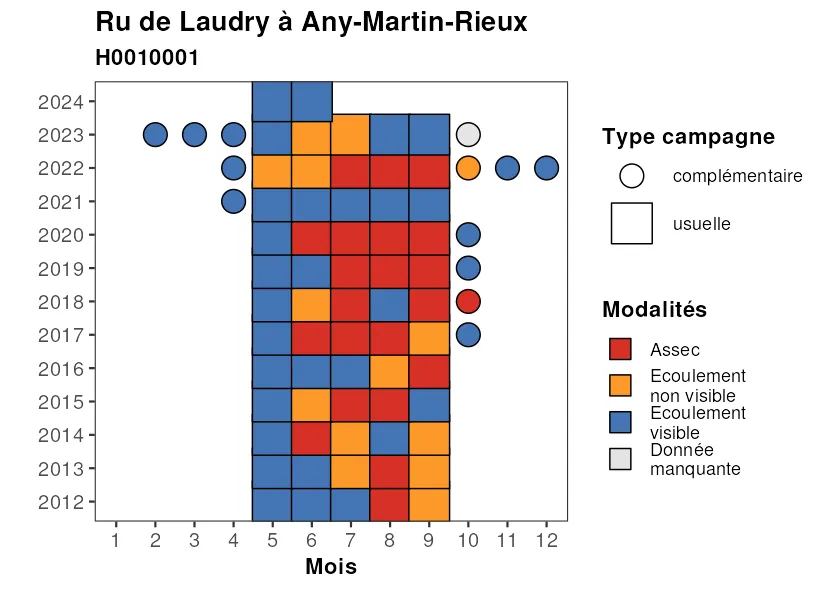 Ru de Laudry à Any-Martin-Rieux
H0010001
2024
2023
2022
2021
2020
2019
2018
2017
2016
2015
2014
2013
2012
1 2 3 4 5 6 7 8 9 10 11 12
Mois
Type campagne
complémentaire
usuelle
Modalités
Assec
Ecoulement
non visible
Ecoulement
visible
Donnée
manquante